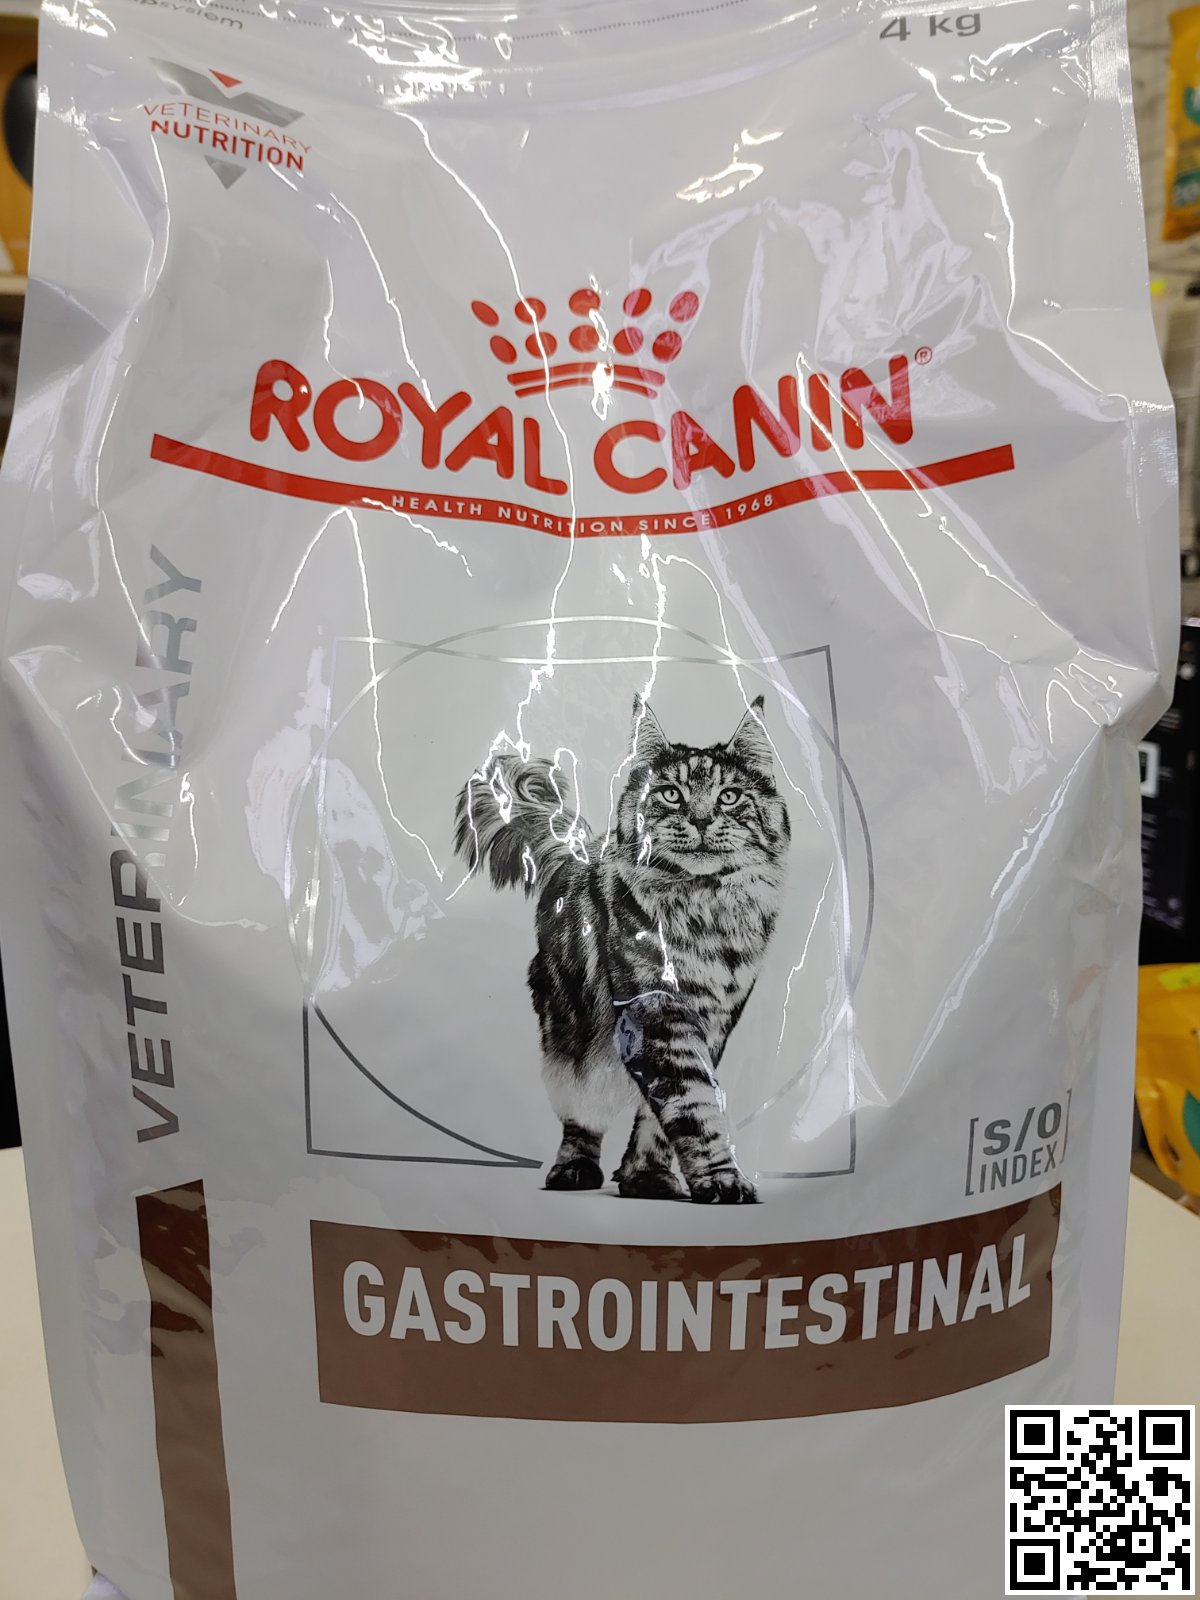 4 kg
VETERINARY
NUTRITION
ROYAL CANIN®
HEALTH NUTRITION SINCE 1968
VETERINARY
S/O
INDEX
GASTROINTESTINAL